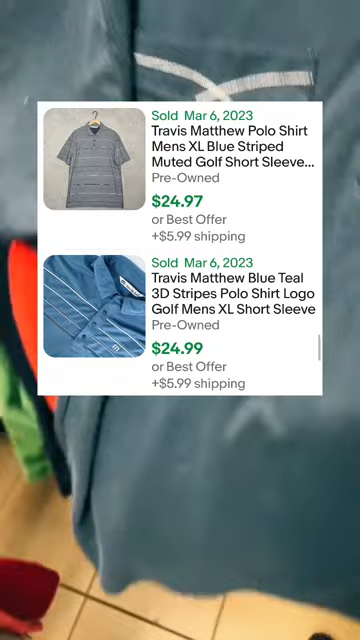 Sold Mar 6, 2023
Travis Matthew Polo Shirt
Mens XL Blue Striped
Muted Golf Short Sleeve...
Pre-Owned
$24.97
or Best Offer
+$5.99 shipping
Sold Mar 6, 2023
Travis Matthew Blue Teal
3D Stripes Polo Shirt Logo
Golf Mens XL Short Sleeve
Pre-Owned
$24.99
or Best Offer
+$5.99 shipping